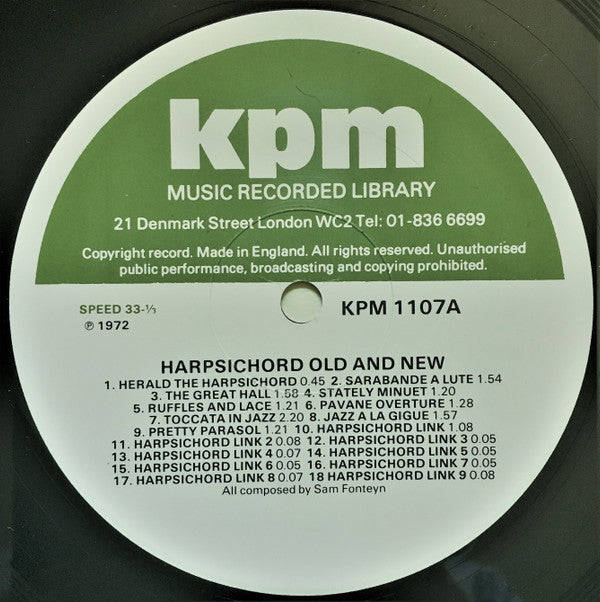 kpm
MUSIC RECORDED LIBRARY
21 Denmark Street London WC2 Tel: 01-836 6699
Copyright record. Made in England. All rights reserved. Unauthorised
public performance, broadcasting and copying prohibited.
SPEED 33-⅓
℗ 1972
KPM 1107A
HARPSICHORD OLD AND NEW
1. HERALD THE HARPSICHORD 0.45 2. SARABANDE A LUTE 1.54
3. THE GREAT HALL 1.58 4. STATELY MINUET 1.20
5. RUFFLES AND LACE 1.21 6. PAVANE OVERTURE 1.28
7. TOCCATA IN JAZZ 2.20 8. JAZZ A LA GIGUE 1.57
9. PRETTY PARASOL 1.21 10. HARPSICHORD LINK 1.08
11. HARPSICHORD LINK 2 0.08 12. HARPSICHORD LINK 3 0.05
13. HARPSICHORD LINK 4 0.07 14. HARPSICHORD LINK 5 0.05
15. HARPSICHORD LINK 6 0.05 16. HARPSICHORD LINK 7 0.05
17. HARPSICHORD LINK 8 0.07 18 HARPSICHORD LINK 9 0.08
All composed by Sam Fonteyn